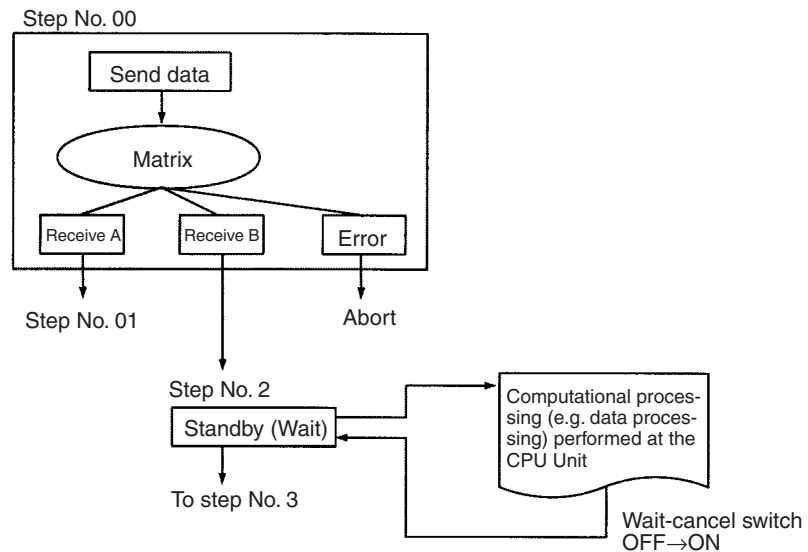 Step No. 00
Send data
Matrix
Receive A
Receive B
Error
Step No. 01
Abort
Step No. 2
Standby (Wait)
To step No. 3
Computational proces-
sing (e.g. data proces-
sing) performed at the
CPU Unit
Wait-cancel switch
OFF→ON